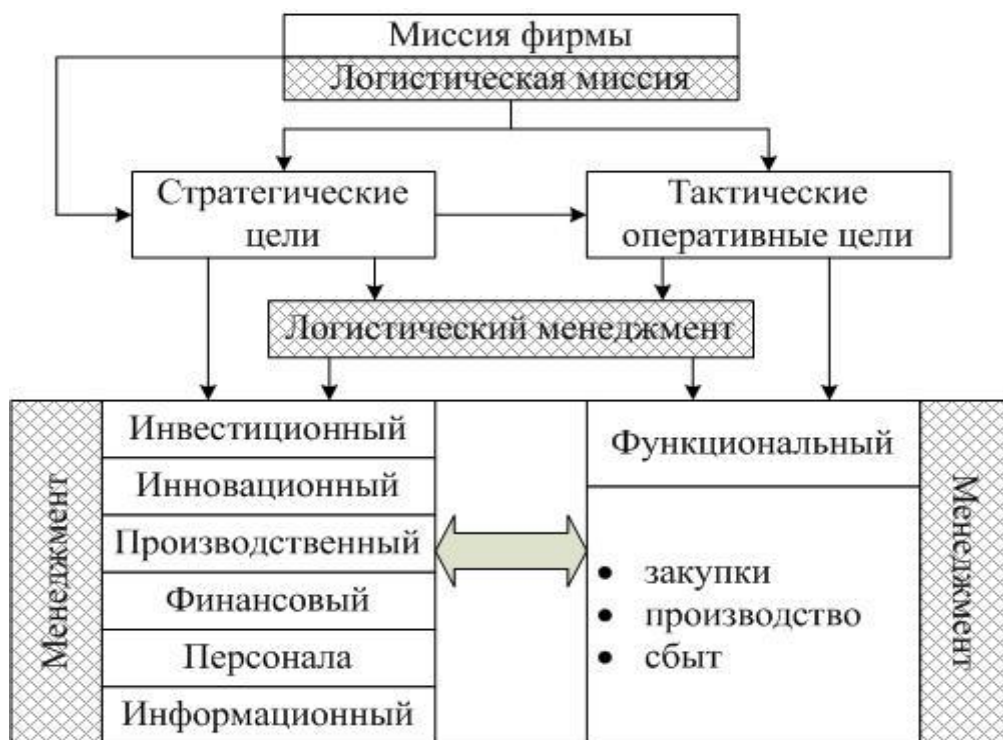 Миссия фирмы
Логистическая миссия
Стратегические
цели
Тактические
оперативные цели
Логистический менеджмент
Менеджмент
Инвестиционный
Инновационный
Производственный
Финансовый
Персонала
Информационный
Функциональный
• закупки
• производство
• сбыт
Менеджмент